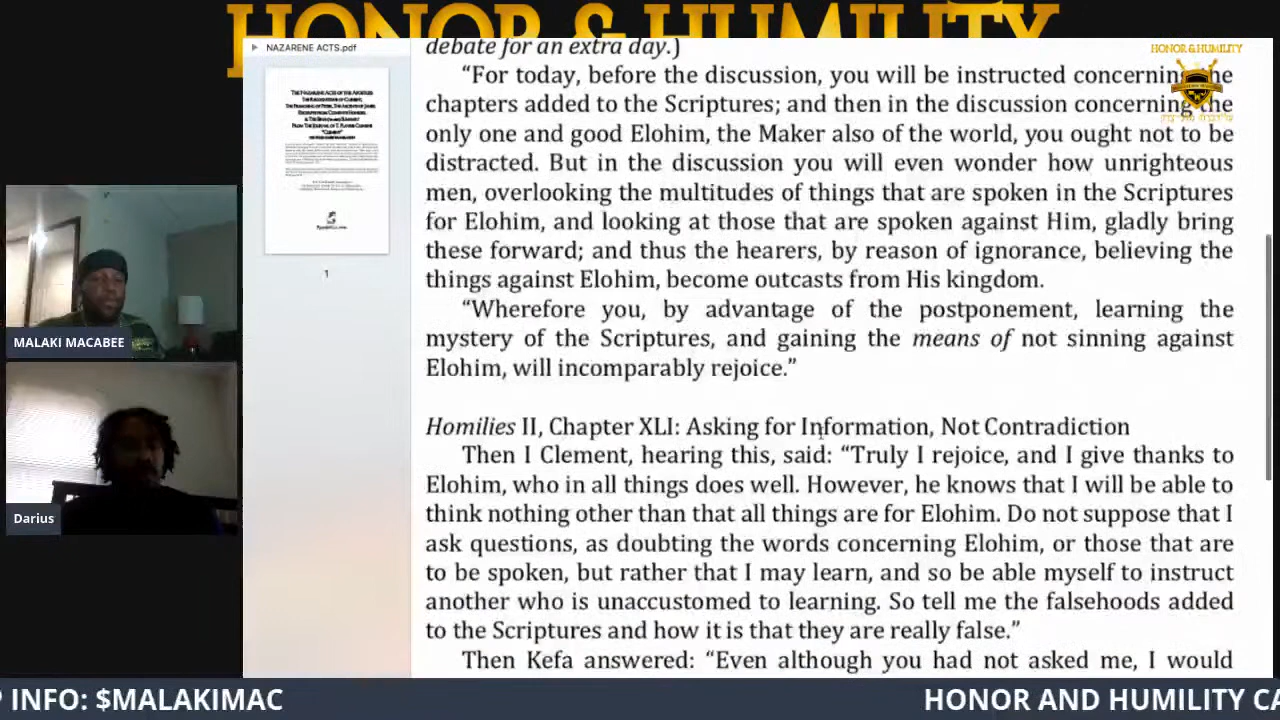 HONOR & HUMILITY
NAZARENE ACTS.pdf
HONOR & HUMILITY
debate for an extra day.)
“For today, before the discussion, you will be instructed concerning
chapters added to the Scriptures; and then in the discussion concerning
only one and good Elohim, the Maker also of the world, you ought not to be
distracted. But in the discussion you will even wonder how unrighteous
men, overlooking the multitudes of things that are spoken in the Scriptures
for Elohim, and looking at those that are spoken against Him, gladly bring
these forward; and thus the hearers, by reason of ignorance, believing the
things against Elohim, become outcasts from His kingdom.
“Wherefore you, by advantage of the postponement, learning the
mystery of the Scriptures, and gaining the means of not sinning against
Elohim, will incomparably rejoice.”
Homilies II, Chapter XLI: Asking for Information, Not Contradiction
Then I Clement, hearing this, said: “Truly I rejoice, and I give thanks to
Elohim, who in all things does well. However, he knows that I will be able to
think nothing other than that all things are for Elohim. Do not suppose that I
ask questions, as doubting the words concerning Elohim, or those that are
to be spoken, but rather that I may learn, and so be able myself to instruct
another who is unaccustomed to learning. So tell me the falsehoods added
to the Scriptures and how it is that they are really false.”
Then Kefa answered: “Even although you had not asked me, I would
1
MALAKI MACABEE
Darius
P INFO: $MALAKIMAC
HONOR AND HUMILITY CA